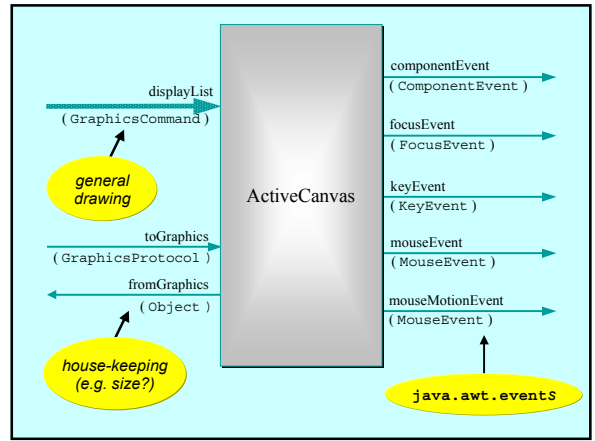 displayList
(GraphicsCommand)
general
drawing
toGraphics
(GraphicsProtocol)
fromGraphics
(Object)
house-keeping
(e.g. size?)
ActiveCanvas
componentEvent
(ComponentEvent)
focusEvent
(FocusEvent)
keyEvent
(KeyEvent)
mouseEvent
(MouseEvent)
mouseMotionEvent
(MouseEvent)
java.awt.events